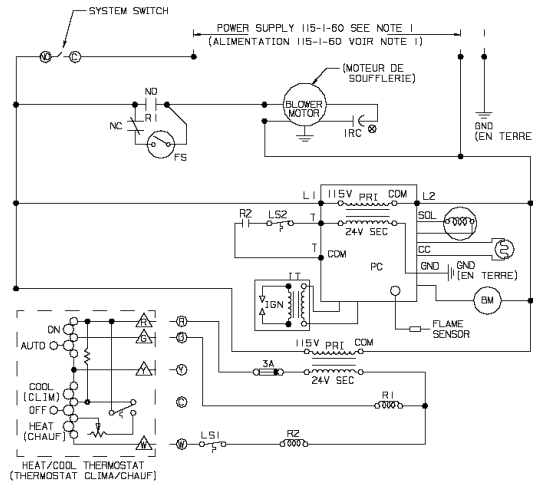 SYSTEM SWITCH
POWER SUPPLY 115-1-60 SEE NOTE 1
(ALIMENTATION 115-1-60 VOIR NOTE 1)
NO
C
(MOTEUR DE
SOUFFLERIE)
NO
R1
BLOWER
MOTOR
NC
1RC
GND
(EN TERRE
FS
L1
115V PRI COM
L2
SOL
R2
LS2
T
24V SEC
CC
T
COM
GND
GND
(EN TERRE)
IT
PC
IGN
BM
FLAME
SENSOR
R
R
115V PRI COM
ON
G
G
AUTO
3A
Y
Y
24V SEC
COOL
(CLIM)
C
R1
OFF
HEAT
(CHAUF)
W
W
LS1
R2
HEAT/COOL THERMOSTAT
(THERMOSTAT CLIMA/CHAUF)